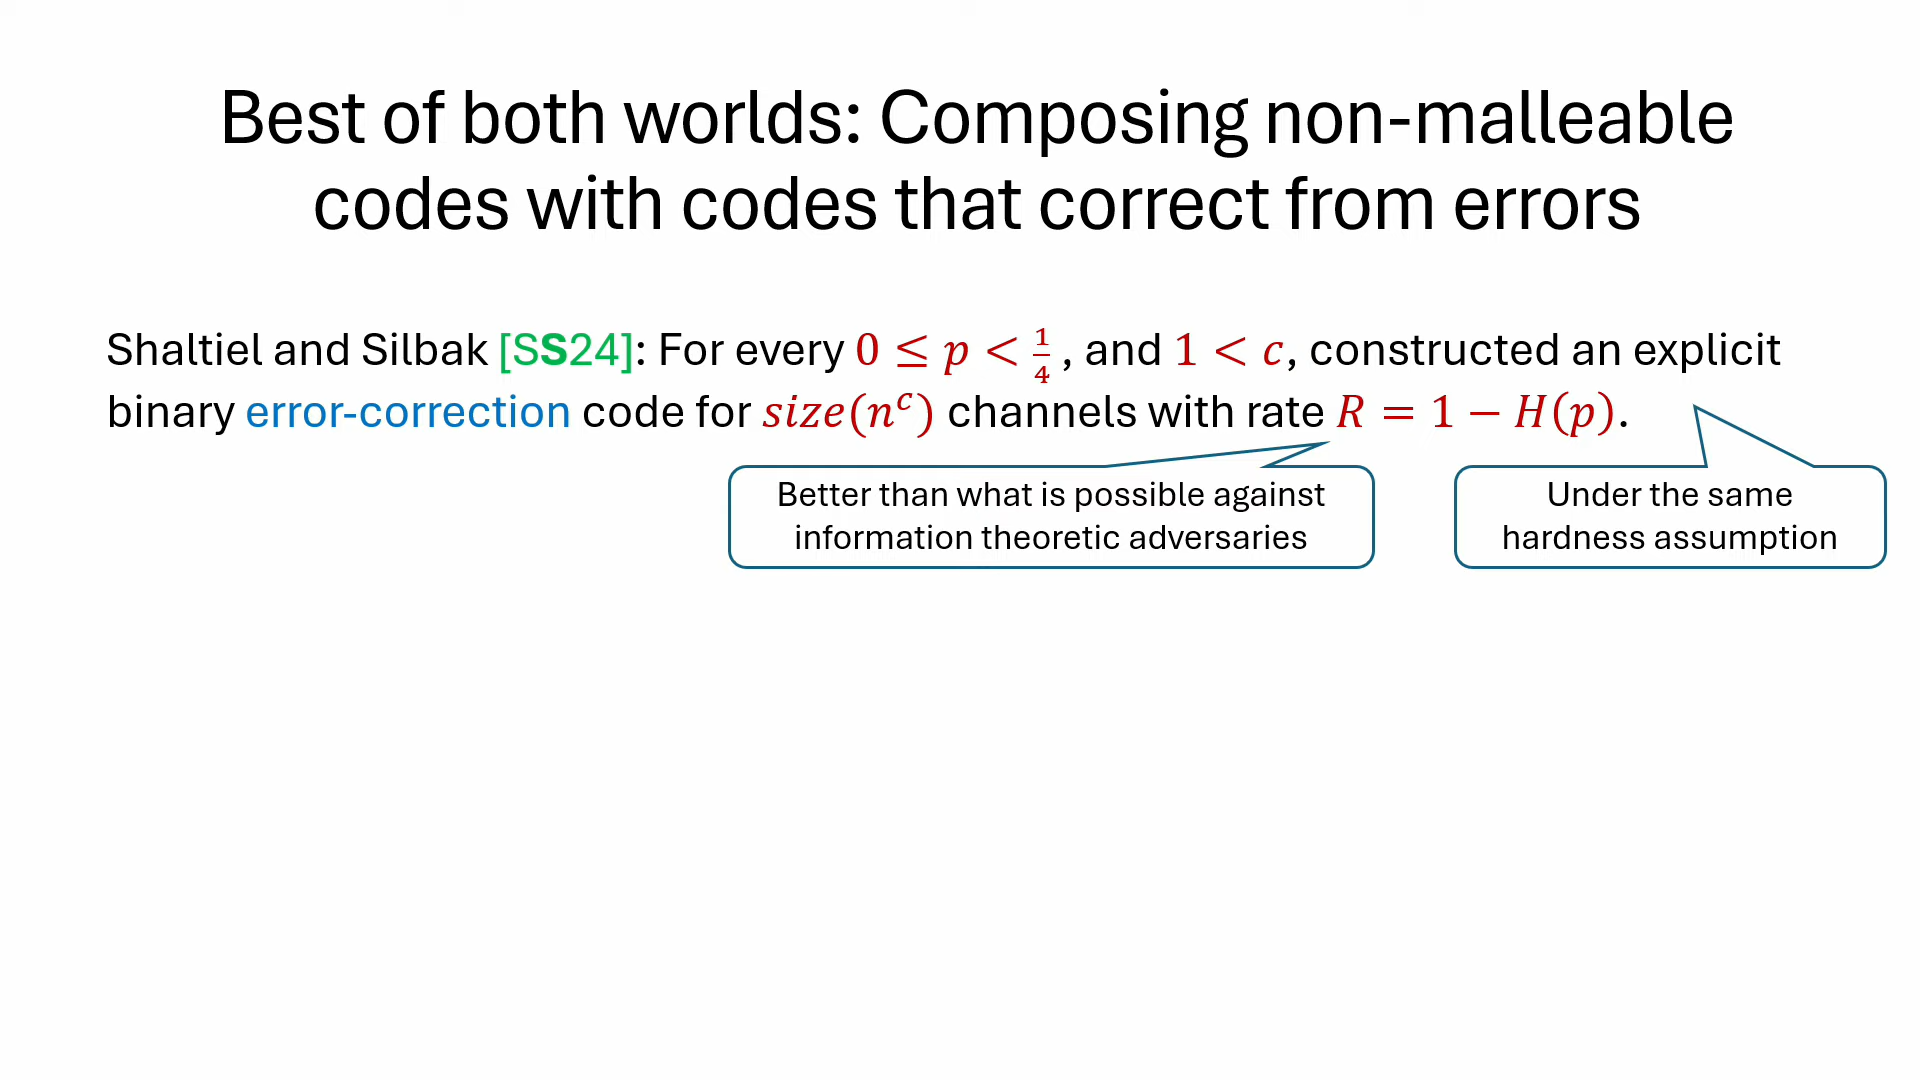 Best of both worlds: Composing non-malleable
codes with codes that correct from errors
Shaltiel and Silbak [SS24]: For every 0 ≤ p < 1/4 , and 1 < c, constructed an explicit
binary error-correction code for size(n^c) channels with rate R = 1 − H(p).
Better than what is possible against
information theoretic adversaries
Under the same
hardness assumption